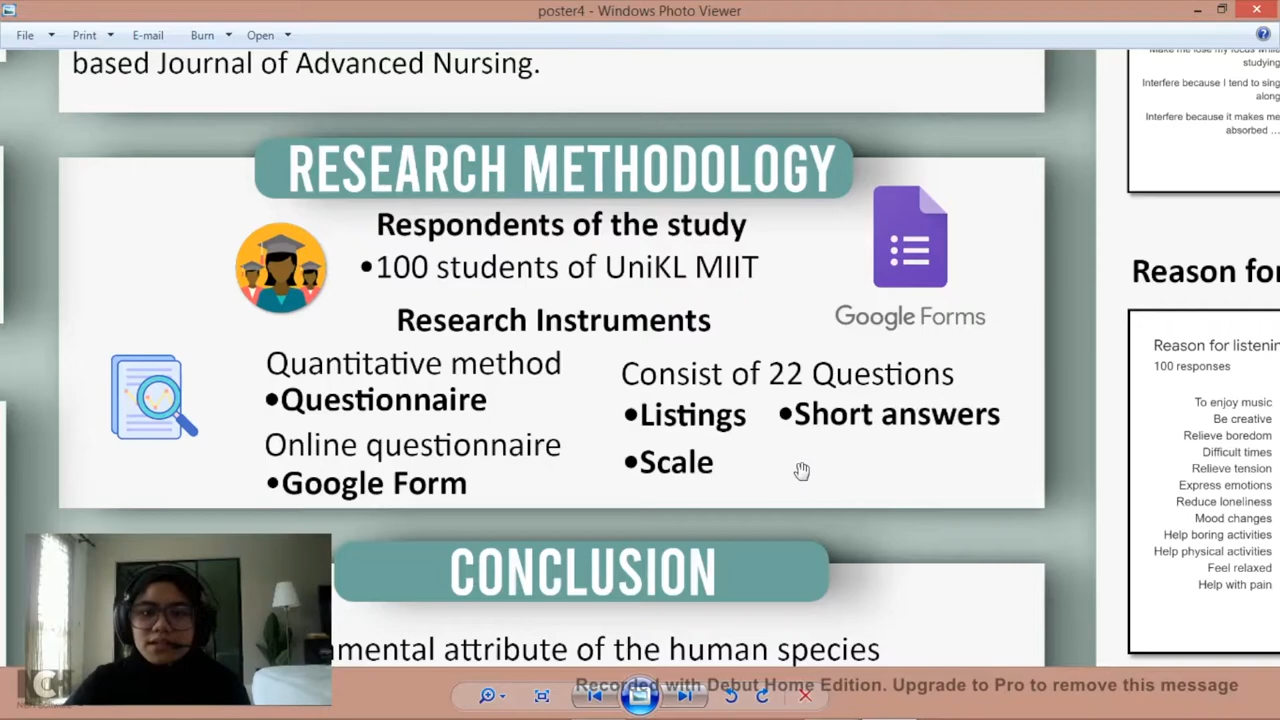 poster4 - Windows Photo Viewer
File Print E-mail Burn Open
based Journal of Advanced Nursing.
RESEARCH METHODOLOGY
Respondents of the study
•100 students of UniKL MIIT
Google Forms
Research Instruments
Quantitative method
•Questionnaire
Online questionnaire
•Google Form
Consist of 22 Questions
•Listings •Short answers
•Scale
CONCLUSION
amental attribute of the human species
studying
Interfere because I tend to sing
along
Interfere because it makes me
absorbed ...
Reason for
Reason for listenin
100 responses
To enjoy music
Be creative
Relieve boredom
Difficult times
Relieve tension
Express emotions
Reduce loneliness
Mood changes
Help boring activities
Help physical activities
Feel relaxed
Help with pain
Recorded with Debut Home Edition. Upgrade to Pro to remove this message